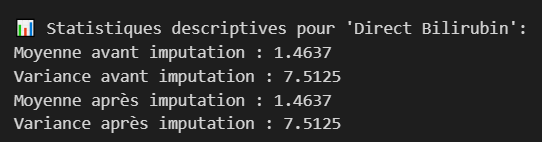 📊 Statistiques descriptives pour 'Direct Bilirubin':
Moyenne avant imputation : 1.4637
Variance avant imputation : 7.5125
Moyenne après imputation : 1.4637
Variance après imputation : 7.5125